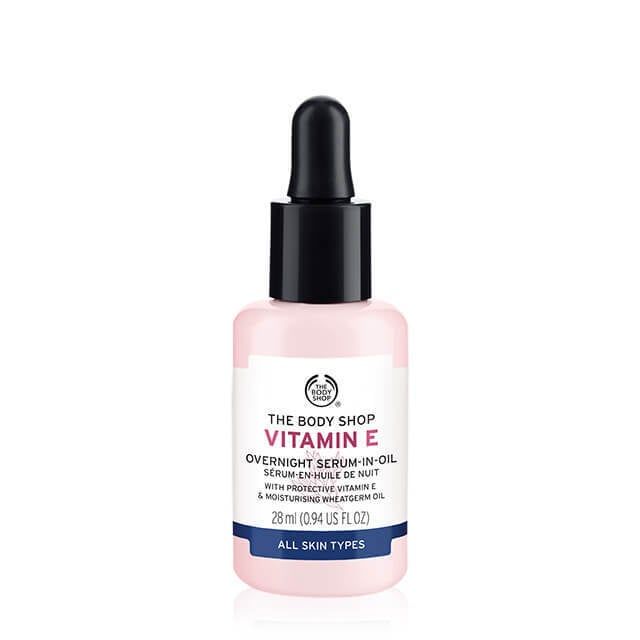 THE
BODY
SHOP
®
THE BODY SHOP
VITAMIN E
OVERNIGHT SERUM-IN-OIL
SÉRUM-EN-HUILE DE NUIT
WITH PROTECTIVE VITAMIN E
& MOISTURISING WHEATGERM OIL
28 ml (0.94 US FL OZ)
ALL SKIN TYPES